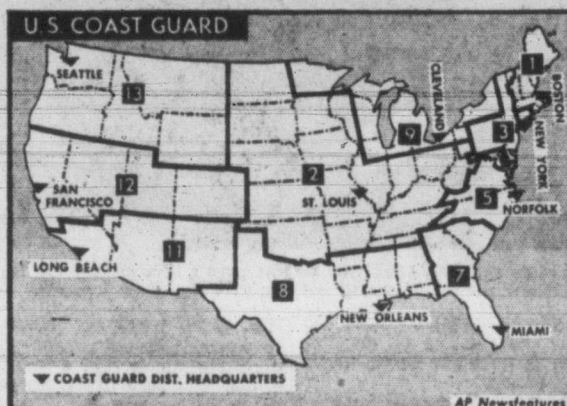 U.S. COAST GUARD
SEATTLE
13
1
BOSTON
CLEVELAND
9
3
NEW YORK
2
12
SAN
FRANCISCO
ST. LOUIS
5
NORFOLK
11
LONG BEACH
8
7
NEW ORLEANS
MIAMI
COAST GUARD DIST. HEADQUARTERS
AP Newsfeatures